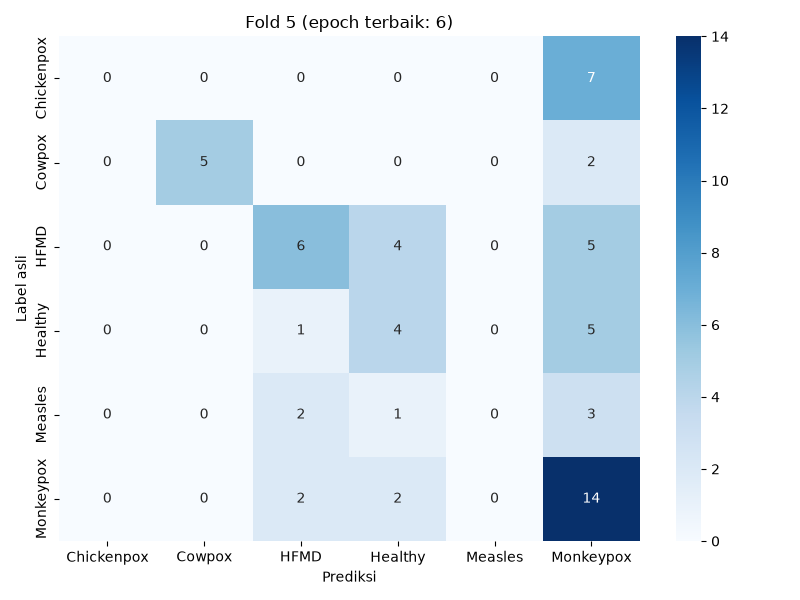 Fold 5 (epoch terbaik: 6)
Label asli
Chickenpox 0 0 0 0 0 7
Cowpox 0 5 0 0 0 2
HFMD 0 0 6 4 0 5
Healthy 0 0 1 4 0 5
Measles 0 0 2 1 0 3
Monkeypox 0 0 2 2 0 14
Chickenpox Cowpox HFMD Healthy Measles Monkeypox
Prediksi
14
12
10
8
6
4
2
0